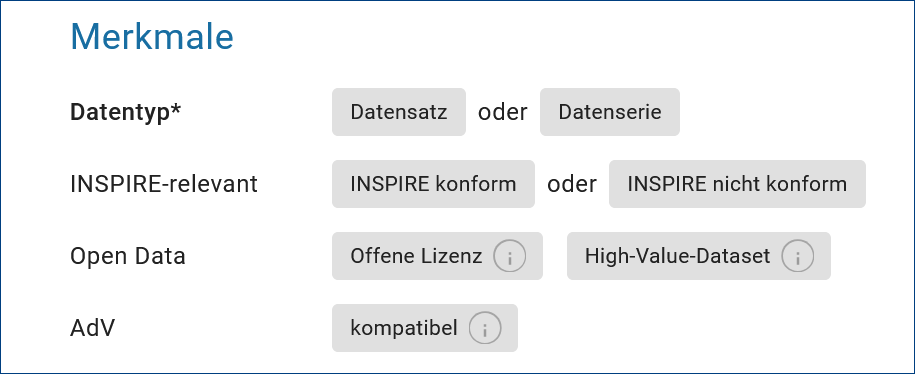 Merkmale
Datentyp* Datensatz oder Datenserie
INSPIRE-relevant INSPIRE konform oder INSPIRE nicht konform
Open Data Offene Lizenz i High-Value-Dataset i
AdV kompatibel i